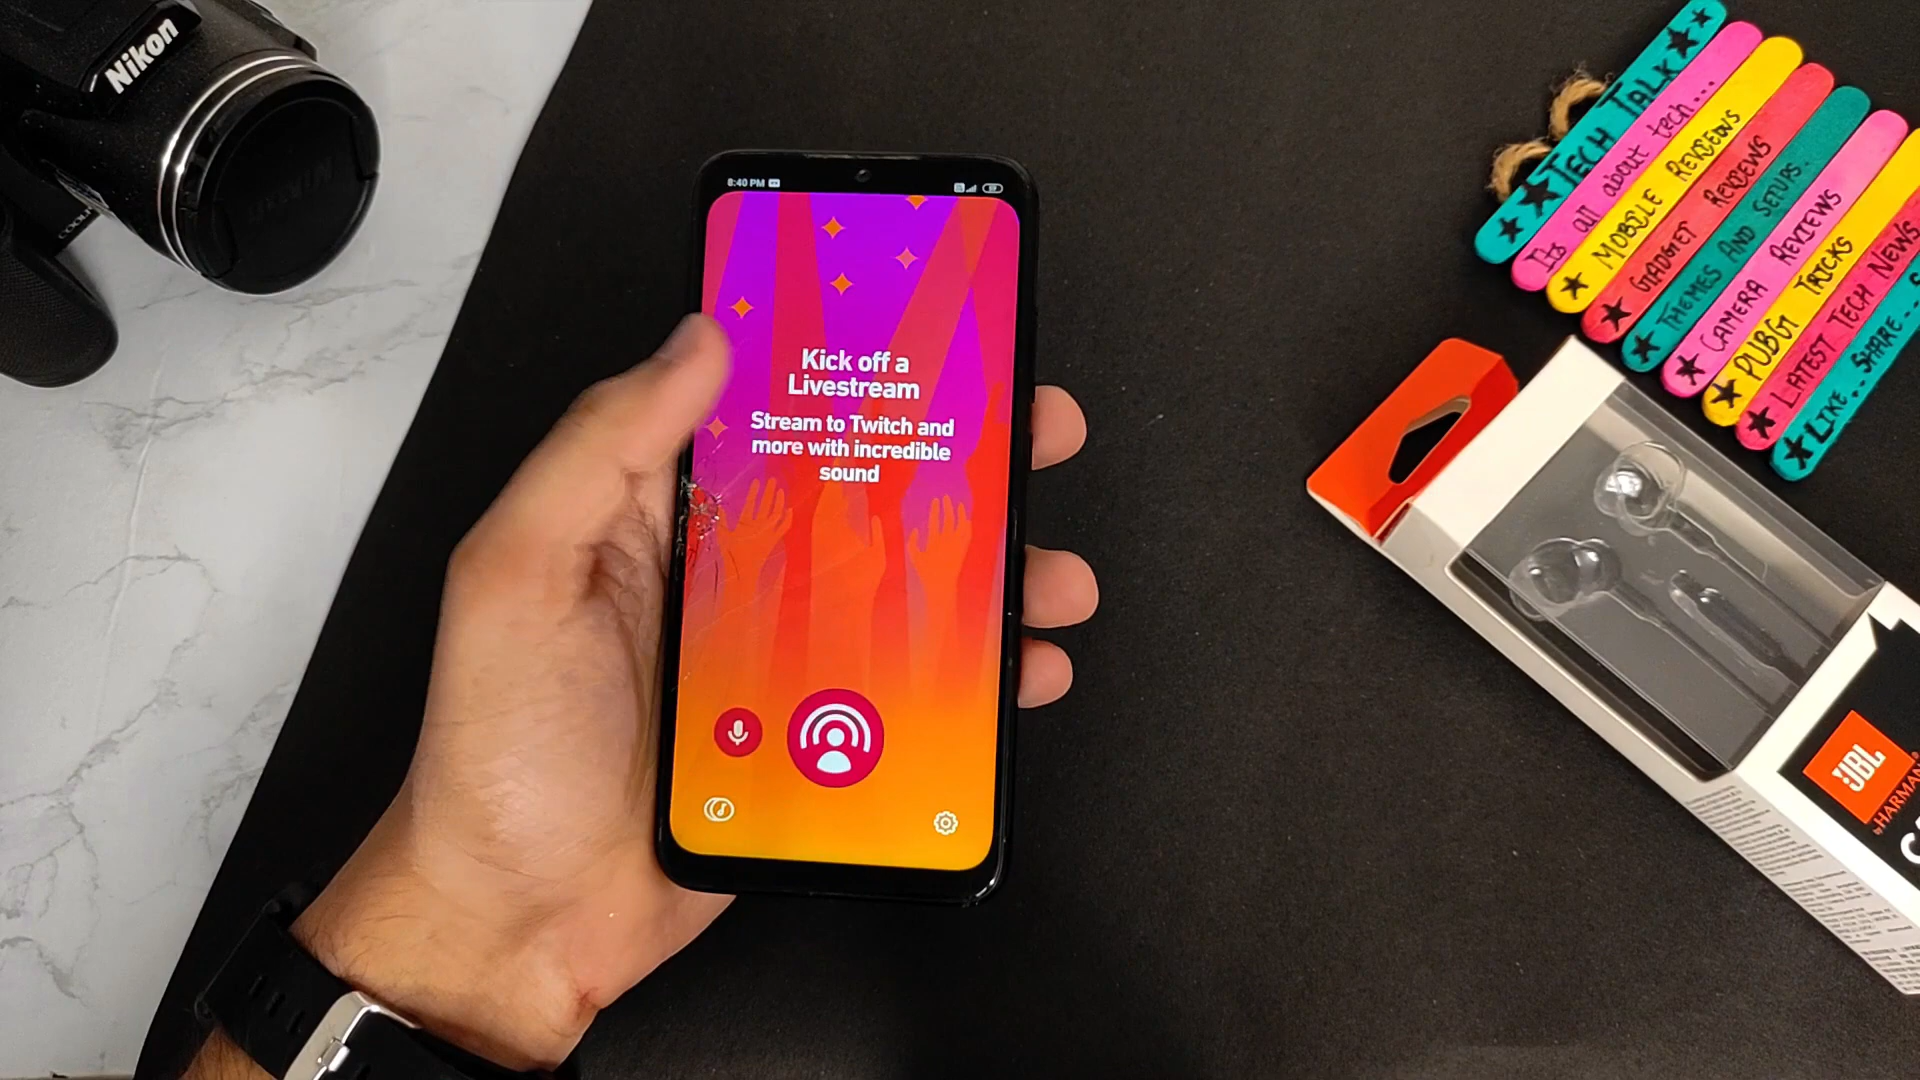 Nikon
COOL
8:40 PM
Kick off a
Livestream
Stream to Twitch and
more with incredible
sound
TECH TALK
Its all about tech...
MOBILE REVIEWS
GADGET REVIEWS
THEMES AND SETUPS.
CAMERA REVIEWS
PUBG TRICKS
LATEST TECH NEWS
LIKE.. SHARE...
JBL
by HARMAN